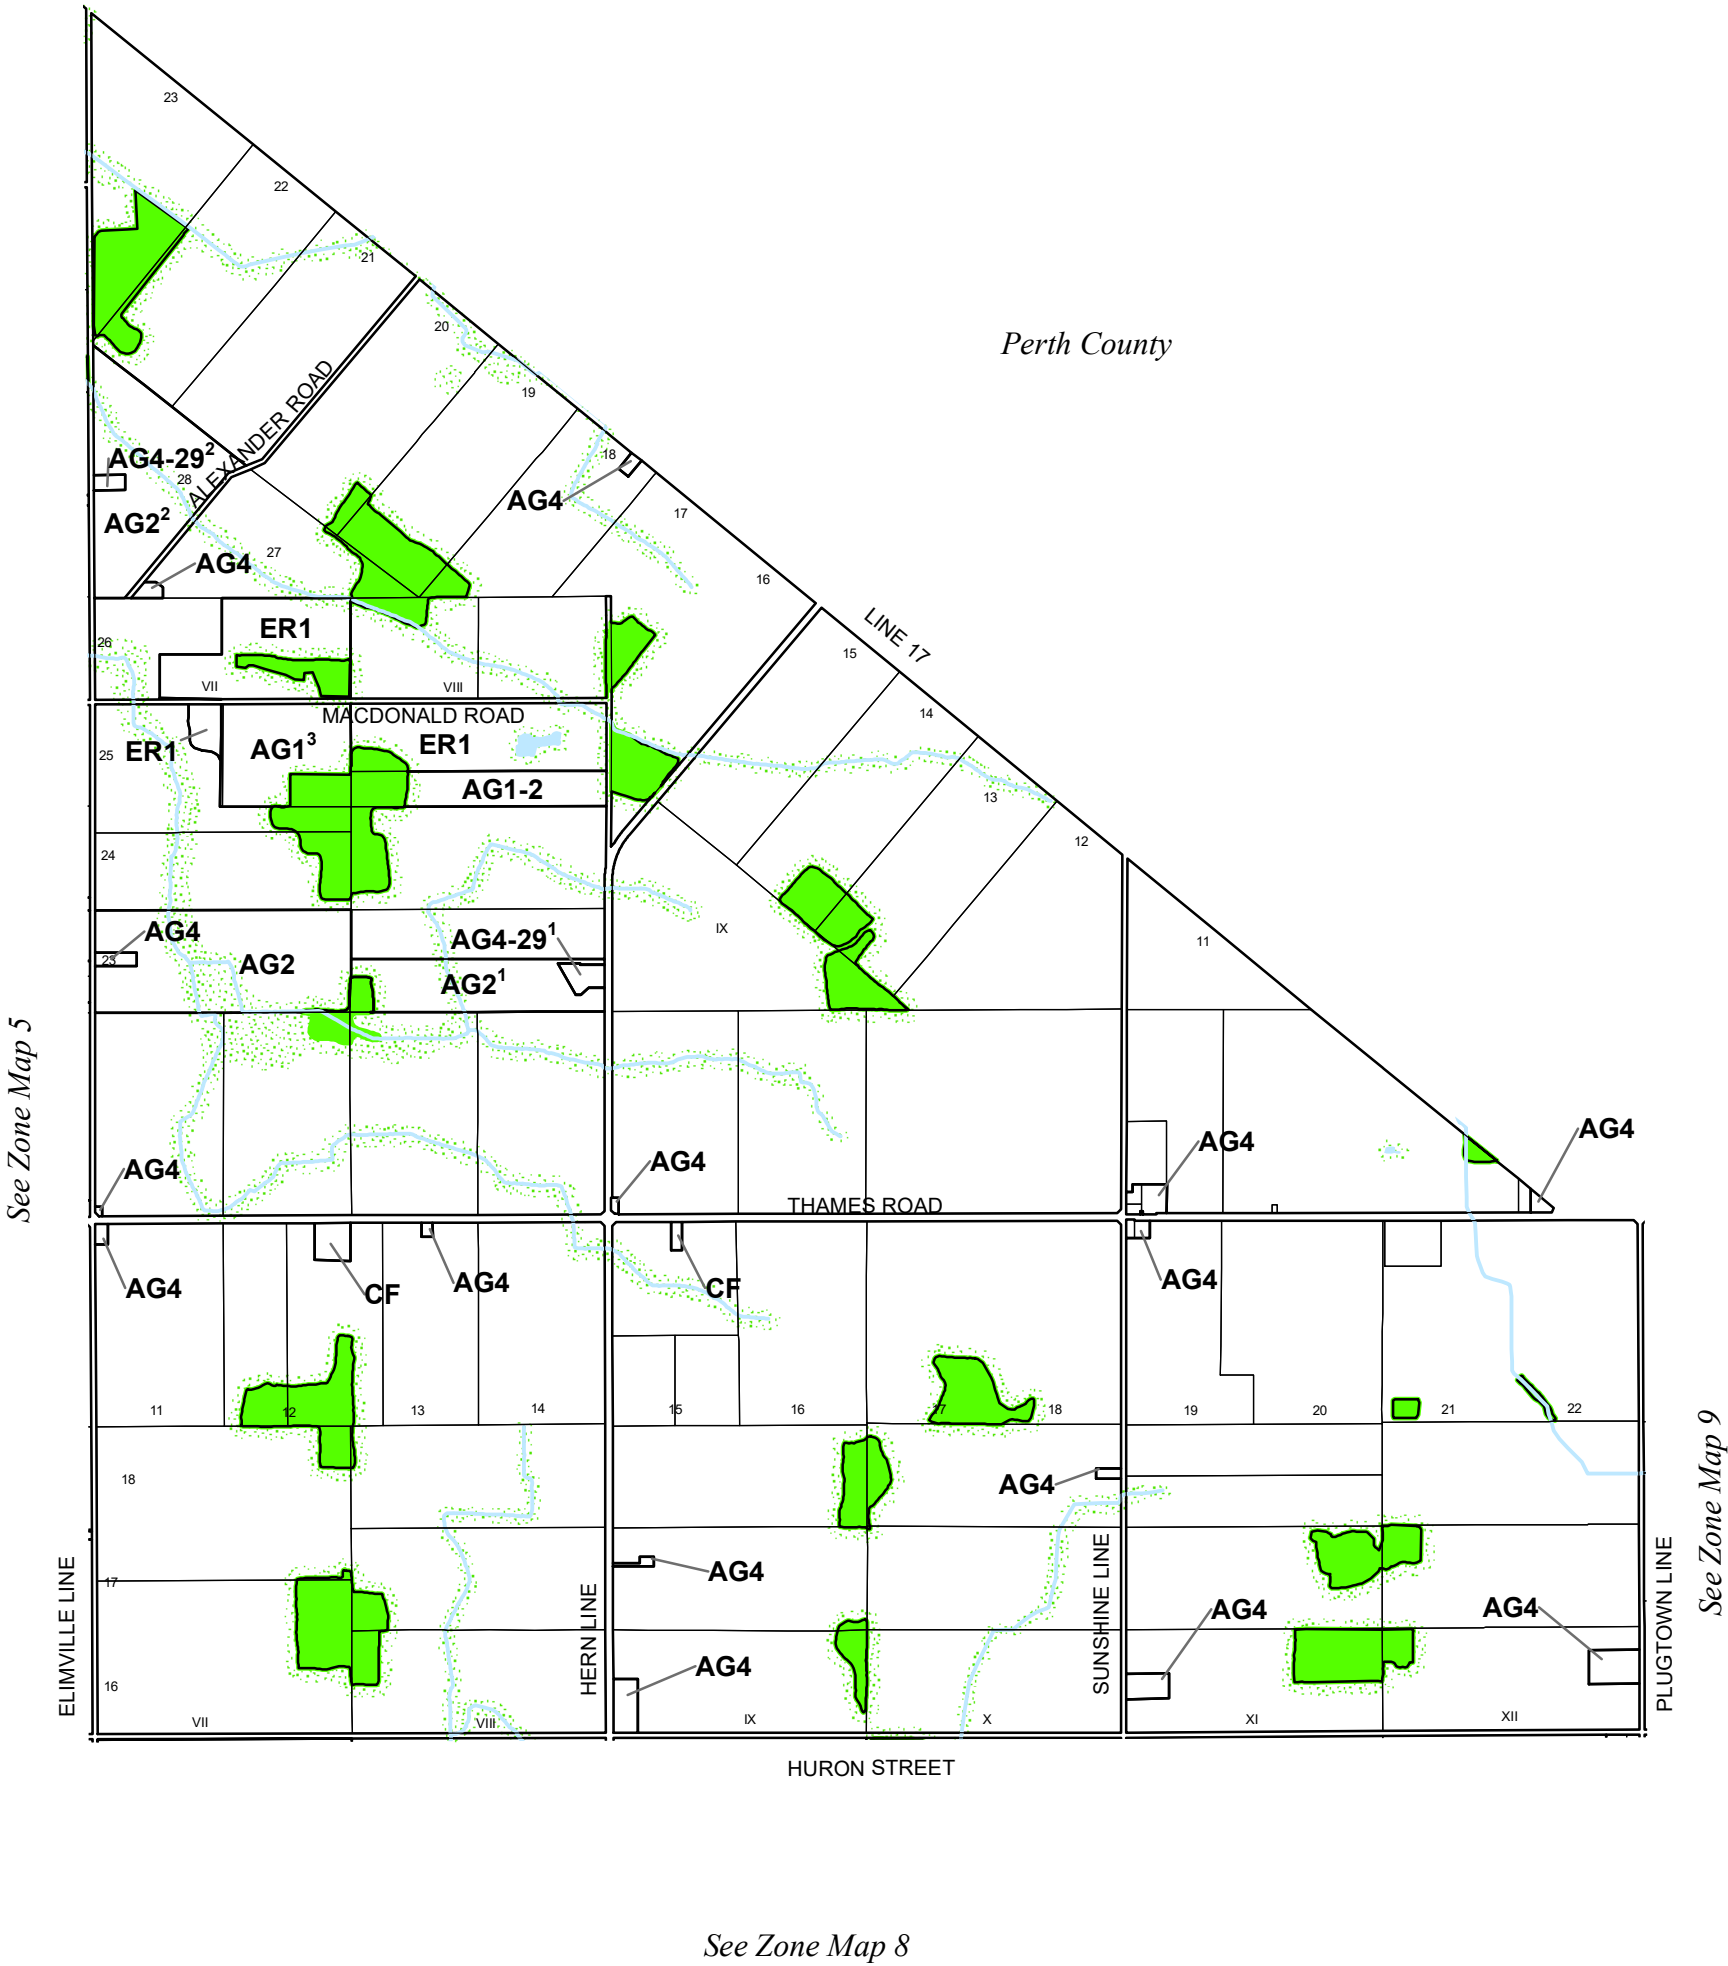 23
22
21
20
Perth County
19
ALEXANDER ROAD
AG4-29²
28
18
AG4
17
AG2²
27
AG4
16
LINE 17
ER1
26
15
VII
VIII
14
MACDONALD ROAD
ER1
AG1³
ER1
25
AG1-2
13
12
24
IX
AG4
AG4-29¹
11
23
AG2
AG2¹
See Zone Map 5
AG4
AG4
AG4
AG4
THAMES ROAD
AG4
CF
AG4
CF
AG4
11
12
13
14
15
16
17
18
19
20
21
22
18
AG4
See Zone Map 9
17
AG4
ELIMVILLE LINE
HERN LINE
SUNSHINE LINE
PLUGTOWN LINE
AG4
AG4
AG4
16
VII
VIII
IX
X
XI
XII
HURON STREET
See Zone Map 8